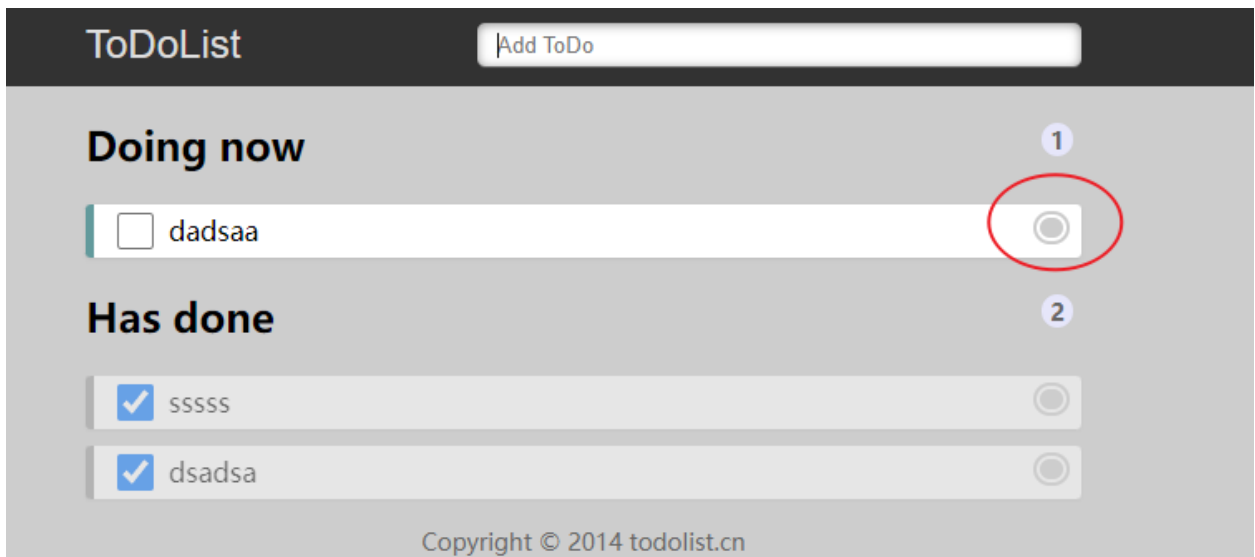 ToDoList
Add ToDo
Doing now
1
dadsaa
Has done
2
sssss
dsadsa
Copyright © 2014 todolist.cn